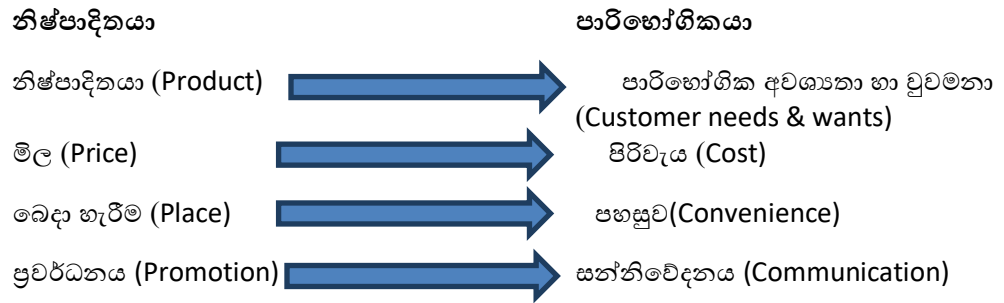 නිෂ්පාදිතයා පාරිභෝගිකයා
නිෂ්පාදිතයා (Product) පාරිභෝගික අවශ්‍යතා හා වුවමනා
(Customer needs & wants)
මිල (Price) පිරිවැය (Cost)
බෙදා හැරීම (Place) පහසුව(Convenience)
ප්‍රවර්ධනය (Promotion) සන්නිවේදනය (Communication)